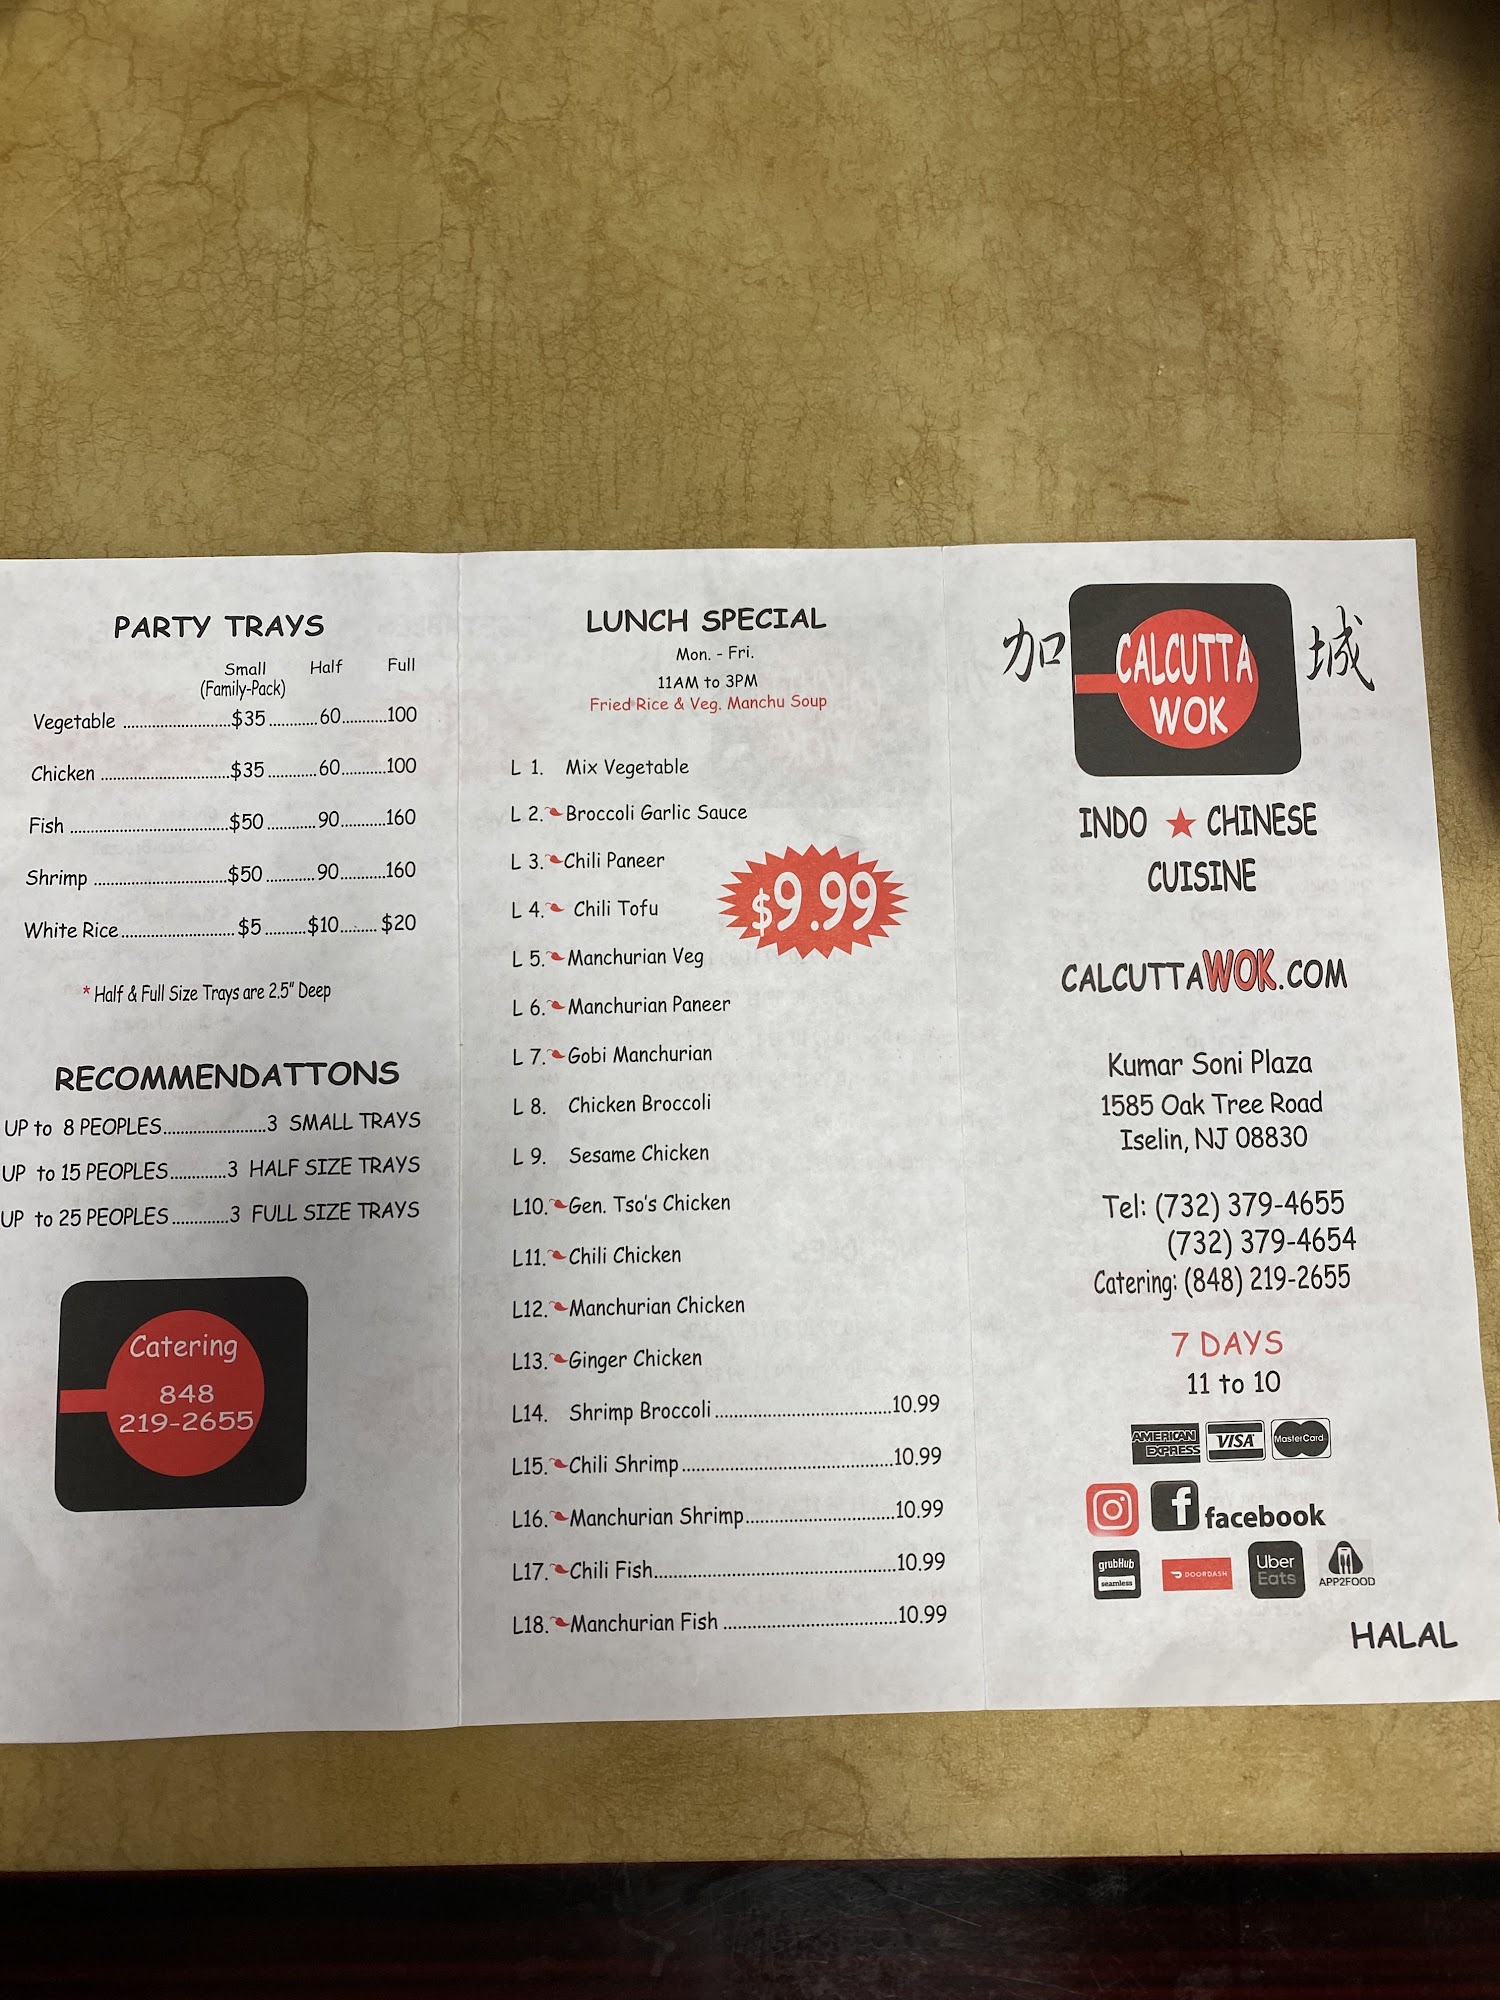 PARTY TRAYS
Small Half Full
(Family-Pack)
Vegetable ..........................$35 ............60...........100
Chicken ...............................$35 ............60...........100
Fish ......................................$50 ............90...........160
Shrimp ................................$50 ............90...........160
White Rice ........................... $5 ..........$10......... $20
* Half & Full Size Trays are 2.5" Deep
RECOMMENDATTONS
UP to 8 PEOPLES.........................3 SMALL TRAYS
UP to 15 PEOPLES.............3 HALF SIZE TRAYS
UP to 25 PEOPLES .............3 FULL SIZE TRAYS
Catering
848
219-2655
LUNCH SPECIAL
Mon. - Fri.
11AM to 3PM
Fried Rice & Veg. Manchu Soup
L 1. Mix Vegetable
L 2. Broccoli Garlic Sauce
L 3. Chili Paneer
L 4. Chili Tofu
$9.99
L 5. Manchurian Veg
L 6. Manchurian Paneer
L 7. Gobi Manchurian
L 8. Chicken Broccoli
L 9. Sesame Chicken
L10. Gen. Tso's Chicken
L11. Chili Chicken
L12. Manchurian Chicken
L13. Ginger Chicken
L14. Shrimp Broccoli ....................................10.99
L15. Chili Shrimp ...........................................10.99
L16. Manchurian Shrimp..............................10.99
L17. Chili Fish.................................................10.99
L18. Manchurian Fish ...................................10.99
加 CALCUTTA WOK 城
INDO ★ CHINESE
CUISINE
CALCUTTAWOK.COM
Kumar Soni Plaza
1585 Oak Tree Road
Iselin, NJ 08830
Tel: (732) 379-4655
(732) 379-4654
Catering: (848) 219-2655
7 DAYS
11 to 10
AMERICAN EXPRESS VISA MasterCard
f facebook
grubHub seamless DOORDASH Uber Eats APP2FOOD
HALAL